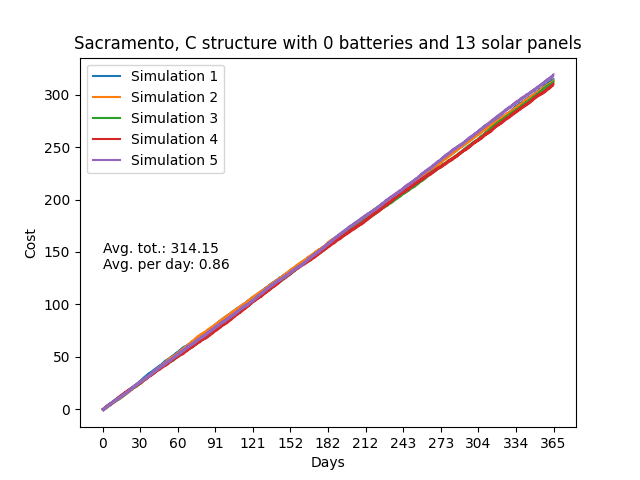 Sacramento, C structure with 0 batteries and 13 solar panels
Simulation 1
Simulation 2
Simulation 3
Simulation 4
Simulation 5
Avg. tot.: 314.15
Avg. per day: 0.86
Cost
300
250
200
150
100
50
0
0 30 60 91 121 152 182 212 243 273 304 334 365
Days